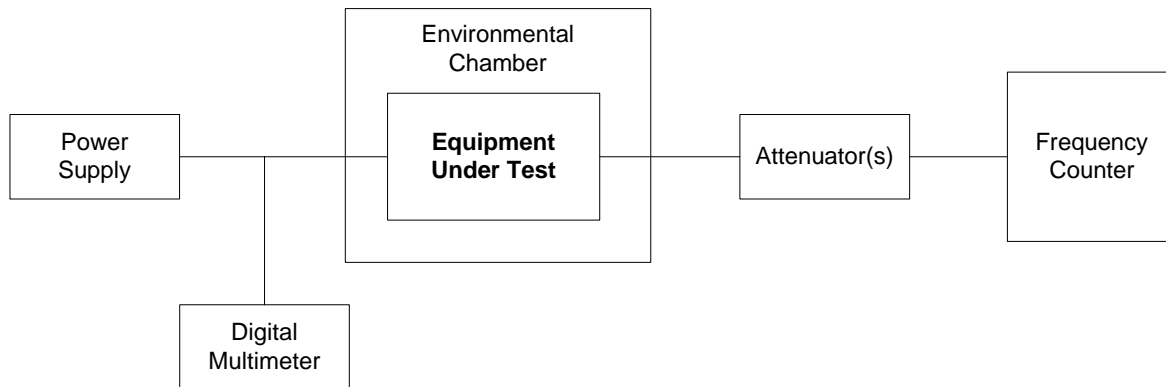 Environmental
Chamber
Power
Supply
Equipment
Under Test
Attenuator(s)
Frequency
Counter
Digital
Multimeter